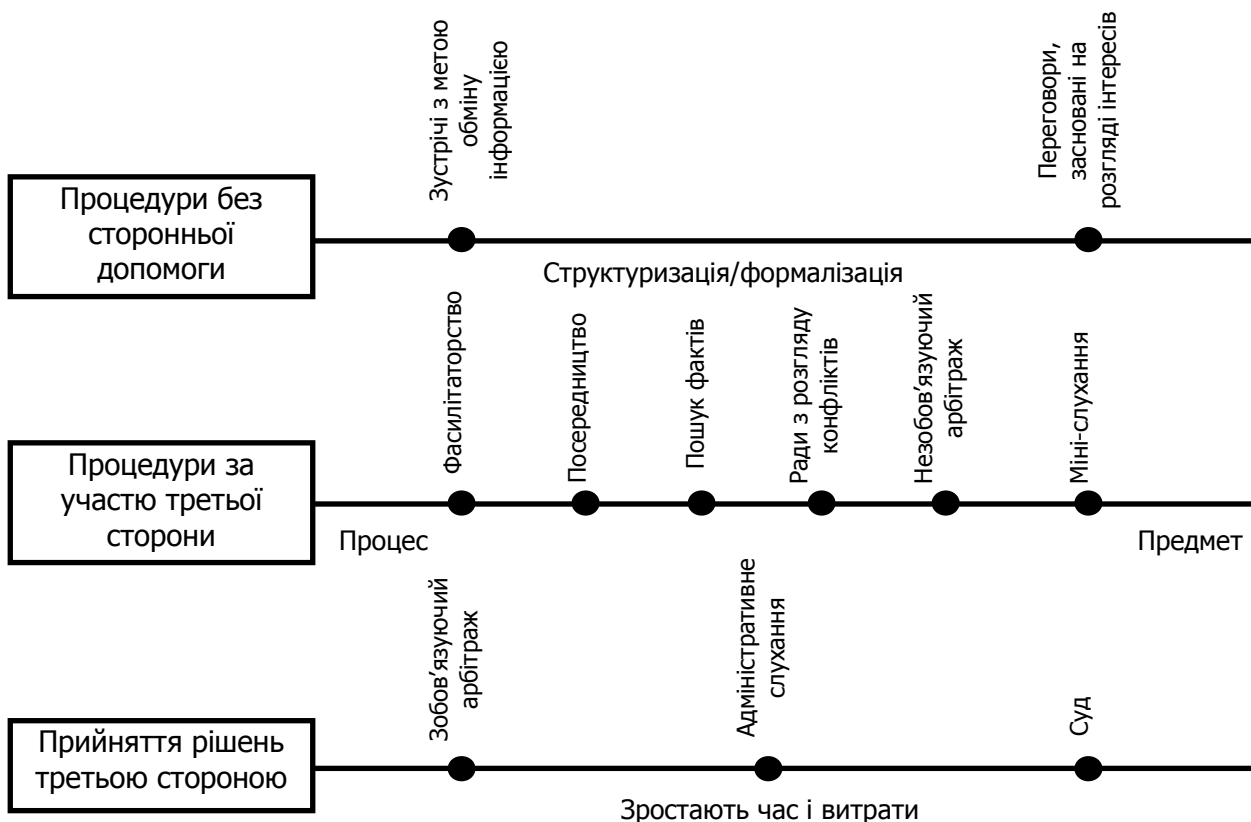 Зустрічі з метою
обміну
інформацією
Переговори,
засновані на
розгляді інтересів
Процедури без
сторонньої
допомоги
Структуризація/формалізація
Фасилітаторство
Посередництво
Пошук фактів
Ради з розгляду
конфліктів
Незобов’язуючий
арбітраж
Міні-слухання
Процедури за
участю третьої
сторони
Процес
Предмет
Зобов’язуючий
арбітраж
Адміністративне
слухання
Суд
Прийняття рішень
третьою стороною
Зростають час і витрати